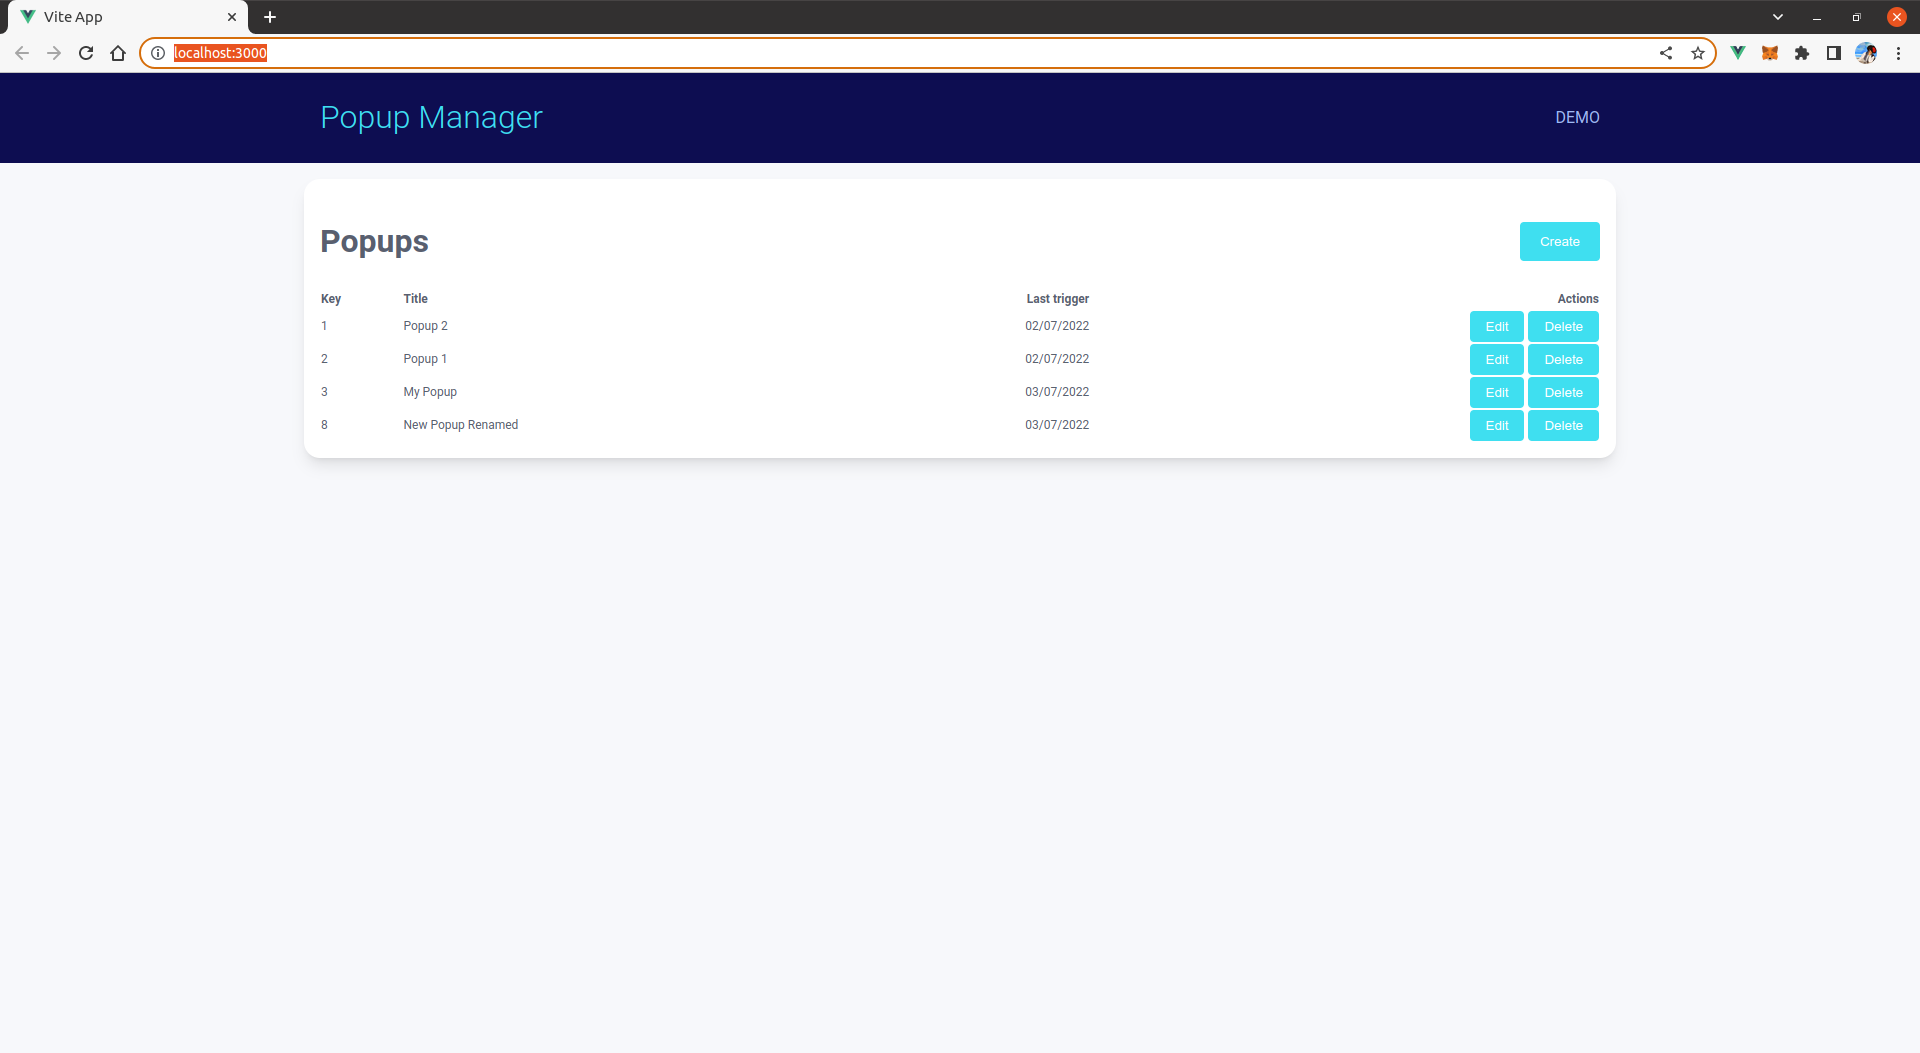 Vite App
localhost:3000
Popup Manager DEMO
Popups Create
Key Title Last trigger Actions
1 Popup 2 02/07/2022 Edit Delete
2 Popup 1 02/07/2022 Edit Delete
3 My Popup 03/07/2022 Edit Delete
8 New Popup Renamed 03/07/2022 Edit Delete